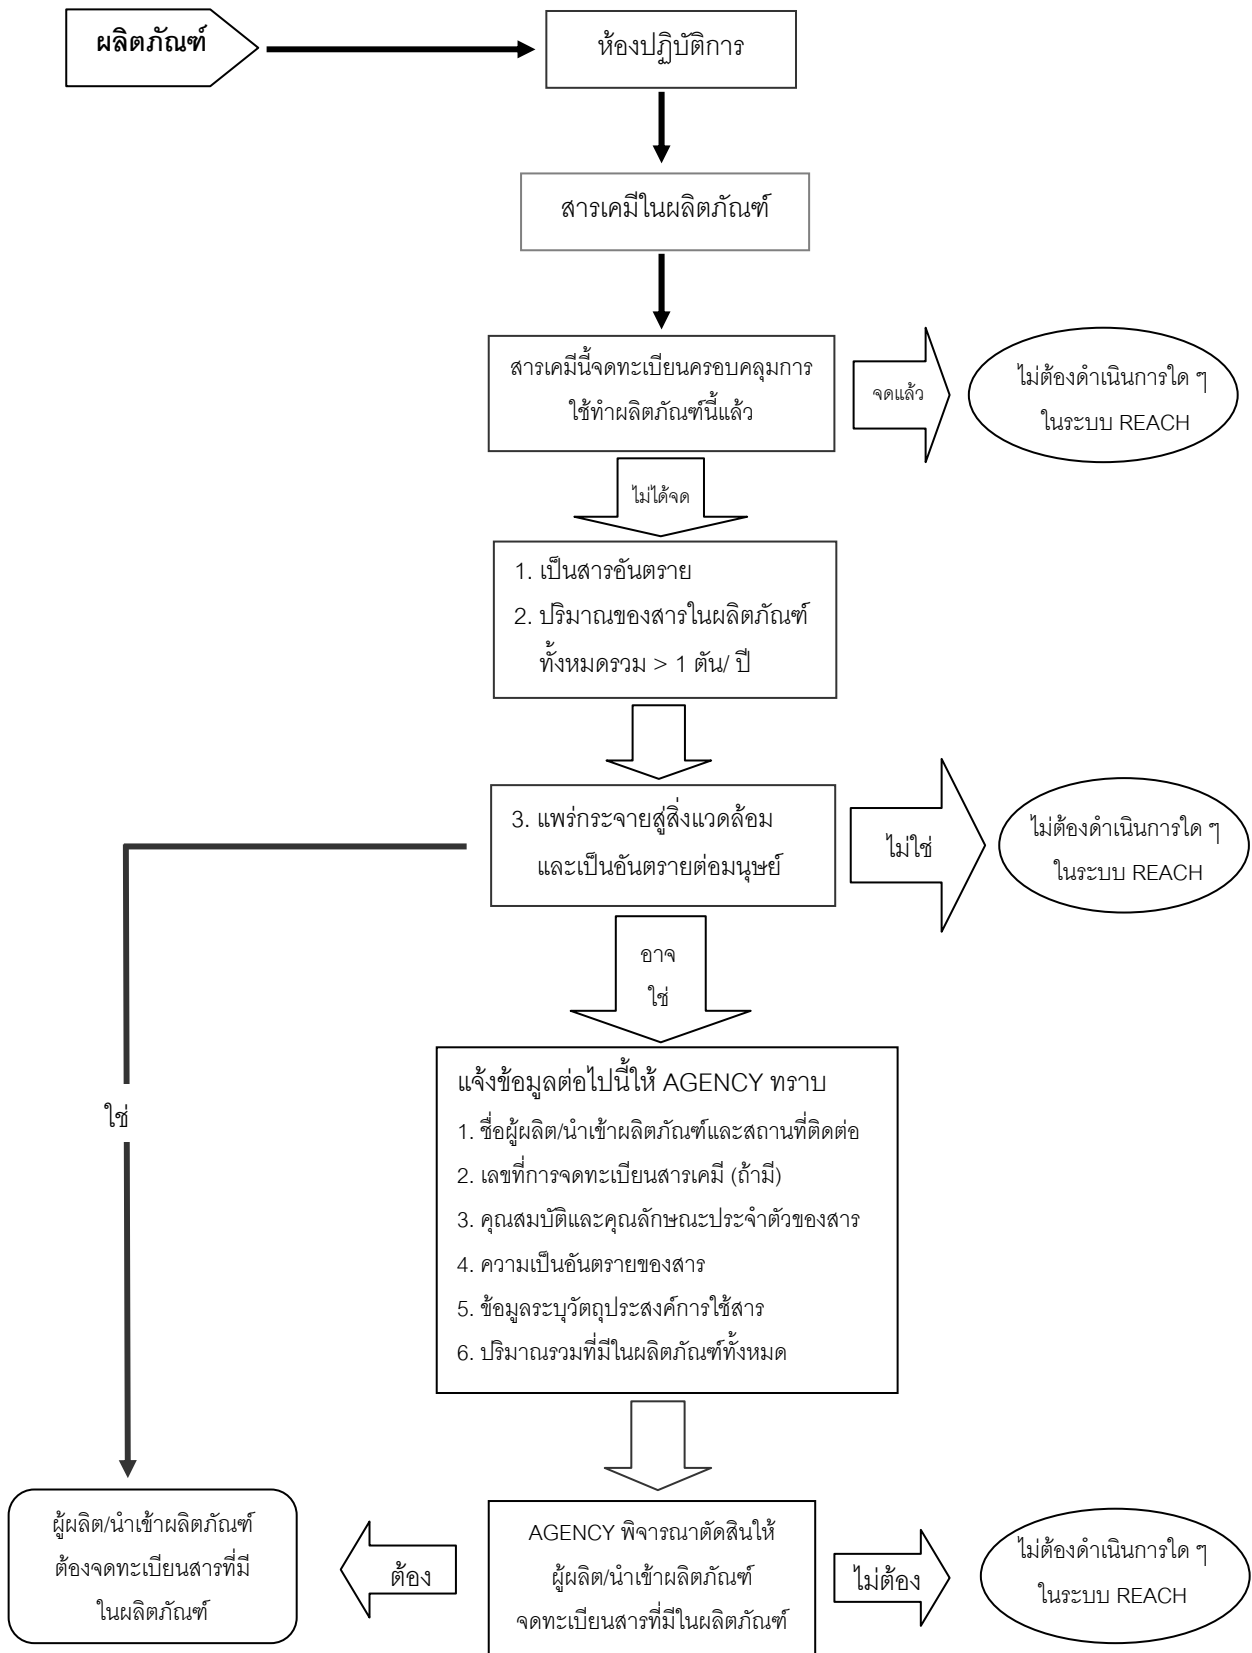 ผลิตภัณฑ์
ห้องปฏิบัติการ
สารเคมีในผลิตภัณฑ์
สารเคมีนี้จดทะเบียนครอบคลุมการ
ใช้ทำผลิตภัณฑ์นี้แล้ว
จดแล้ว
ไม่ต้องดำเนินการใด ๆ
ในระบบ REACH
ไม่ได้จด
1. เป็นสารอันตราย
2. ปริมาณของสารในผลิตภัณฑ์
ทั้งหมดรวม > 1 ตัน/ ปี
3. แพร่กระจายสู่สิ่งแวดล้อม
และเป็นอันตรายต่อมนุษย์
ไม่ใช่
ไม่ต้องดำเนินการใด ๆ
ในระบบ REACH
อาจ
ใช่
ใช่
แจ้งข้อมูลต่อไปนี้ให้ AGENCY ทราบ
1. ชื่อผู้ผลิต/นำเข้าผลิตภัณฑ์และสถานที่ติดต่อ
2. เลขที่การจดทะเบียนสารเคมี (ถ้ามี)
3. คุณสมบัติและคุณลักษณะประจำตัวของสาร
4. ความเป็นอันตรายของสาร
5. ข้อมูลระบุวัตถุประสงค์การใช้สาร
6. ปริมาณรวมที่มีในผลิตภัณฑ์ทั้งหมด
ผู้ผลิต/นำเข้าผลิตภัณฑ์
ต้องจดทะเบียนสารที่มี
ในผลิตภัณฑ์
ต้อง
AGENCY พิจารณาตัดสินให้
ผู้ผลิต/นำเข้าผลิตภัณฑ์
จดทะเบียนสารที่มีในผลิตภัณฑ์
ไม่ต้อง
ไม่ต้องดำเนินการใด ๆ
ในระบบ REACH